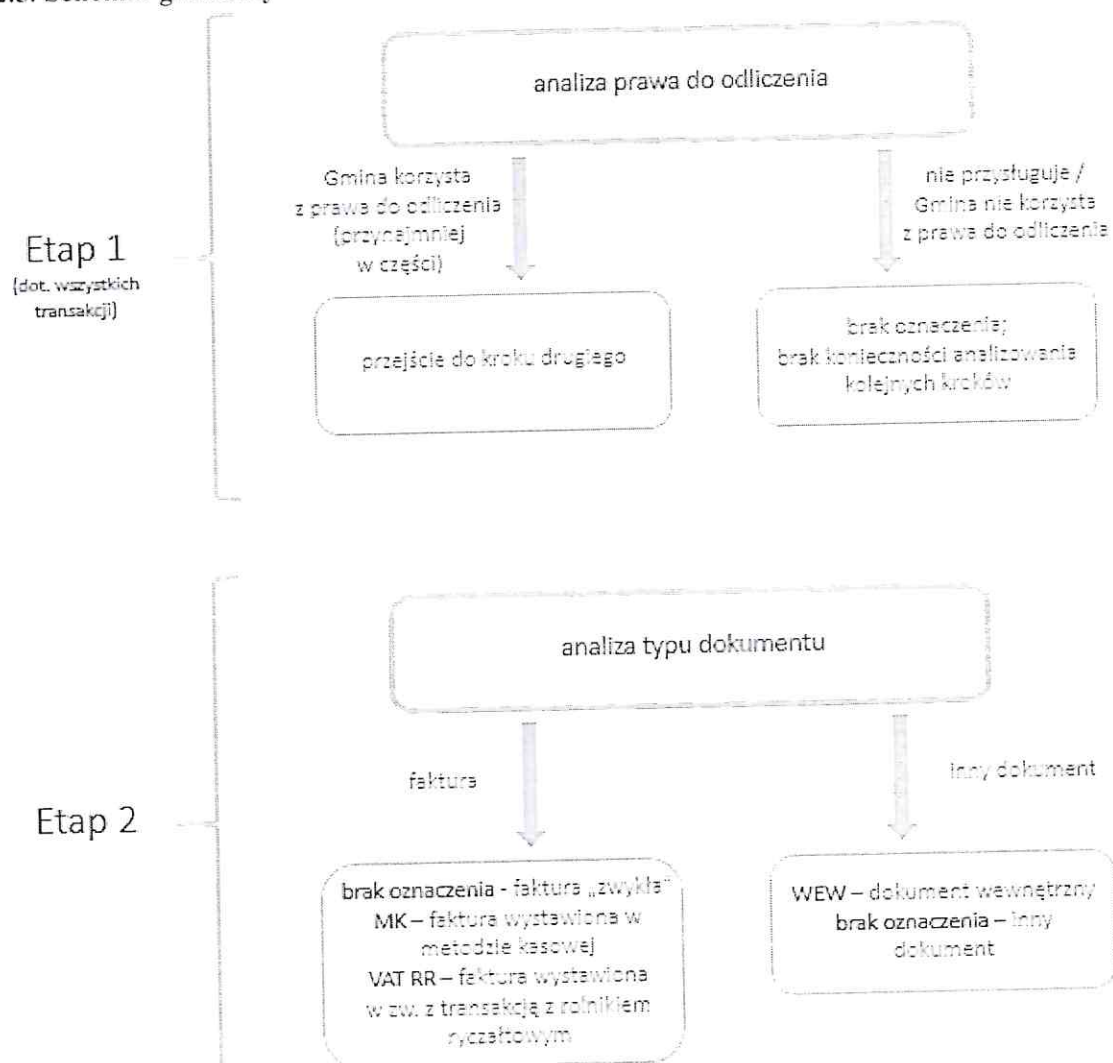 analiza prawa do odliczenia
Gmina korzysta
z prawa do odliczenia
(przynajmniej
w części)
nie przysługuje /
Gmina nie korzysta
z prawa do odliczenia
Etap 1
(dot. wszystkich
transakcji)
przejście do kroku drugiego
brak oznaczenia;
brak konieczności analizowania
kolejnych kroków
analiza typu dokumentu
faktura
inny dokument
Etap 2
brak oznaczenia - faktura „zwykła”
MK – faktura wystawiona w
metodzie kasowej
VAT RR – faktura wystawiona
w zw. z transakcją z rolnikiem
ryczałtowym
WEW – dokument wewnętrzny
brak oznaczenia – inny
dokument